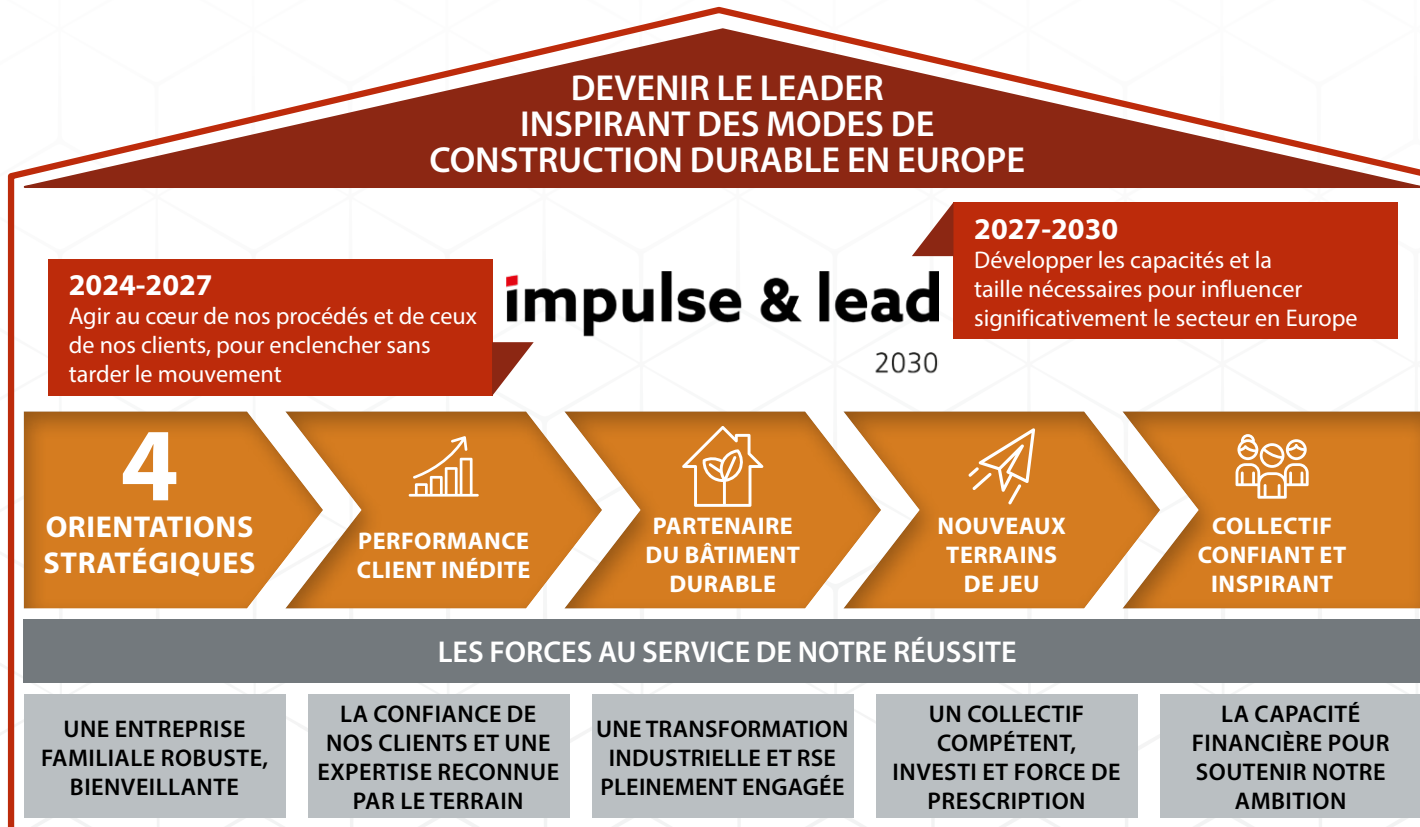 DEVENIR LE LEADER
INSPIRANT DES MODES DE
CONSTRUCTION DURABLE EN EUROPE
2024-2027
Agir au cœur de nos procédés et de ceux
de nos clients, pour enclencher sans
tarder le mouvement
impulse & lead
2030
2027-2030
Développer les capacités et la
taille nécessaires pour influencer
significativement le secteur en Europe
4
ORIENTATIONS
STRATÉGIQUES
PERFORMANCE
CLIENT INÉDITE
PARTENAIRE
DU BÂTIMENT
DURABLE
NOUVEAUX
TERRAINS
DE JEU
COLLECTIF
CONFIANT ET
INSPIRANT
LES FORCES AU SERVICE DE NOTRE RÉUSSITE
UNE ENTREPRISE
FAMILIALE ROBUSTE,
BIENVEILLANTE
LA CONFIANCE DE
NOS CLIENTS ET UNE
EXPERTISE RECONNUE
PAR LE TERRAIN
UNE TRANSFORMATION
INDUSTRIELLE ET RSE
PLEINEMENT ENGAGÉE
UN COLLECTIF
COMPÉTENT,
INVESTI ET FORCE DE
PRESCRIPTION
LA CAPACITÉ
FINANCIÈRE POUR
SOUTENIR NOTRE
AMBITION